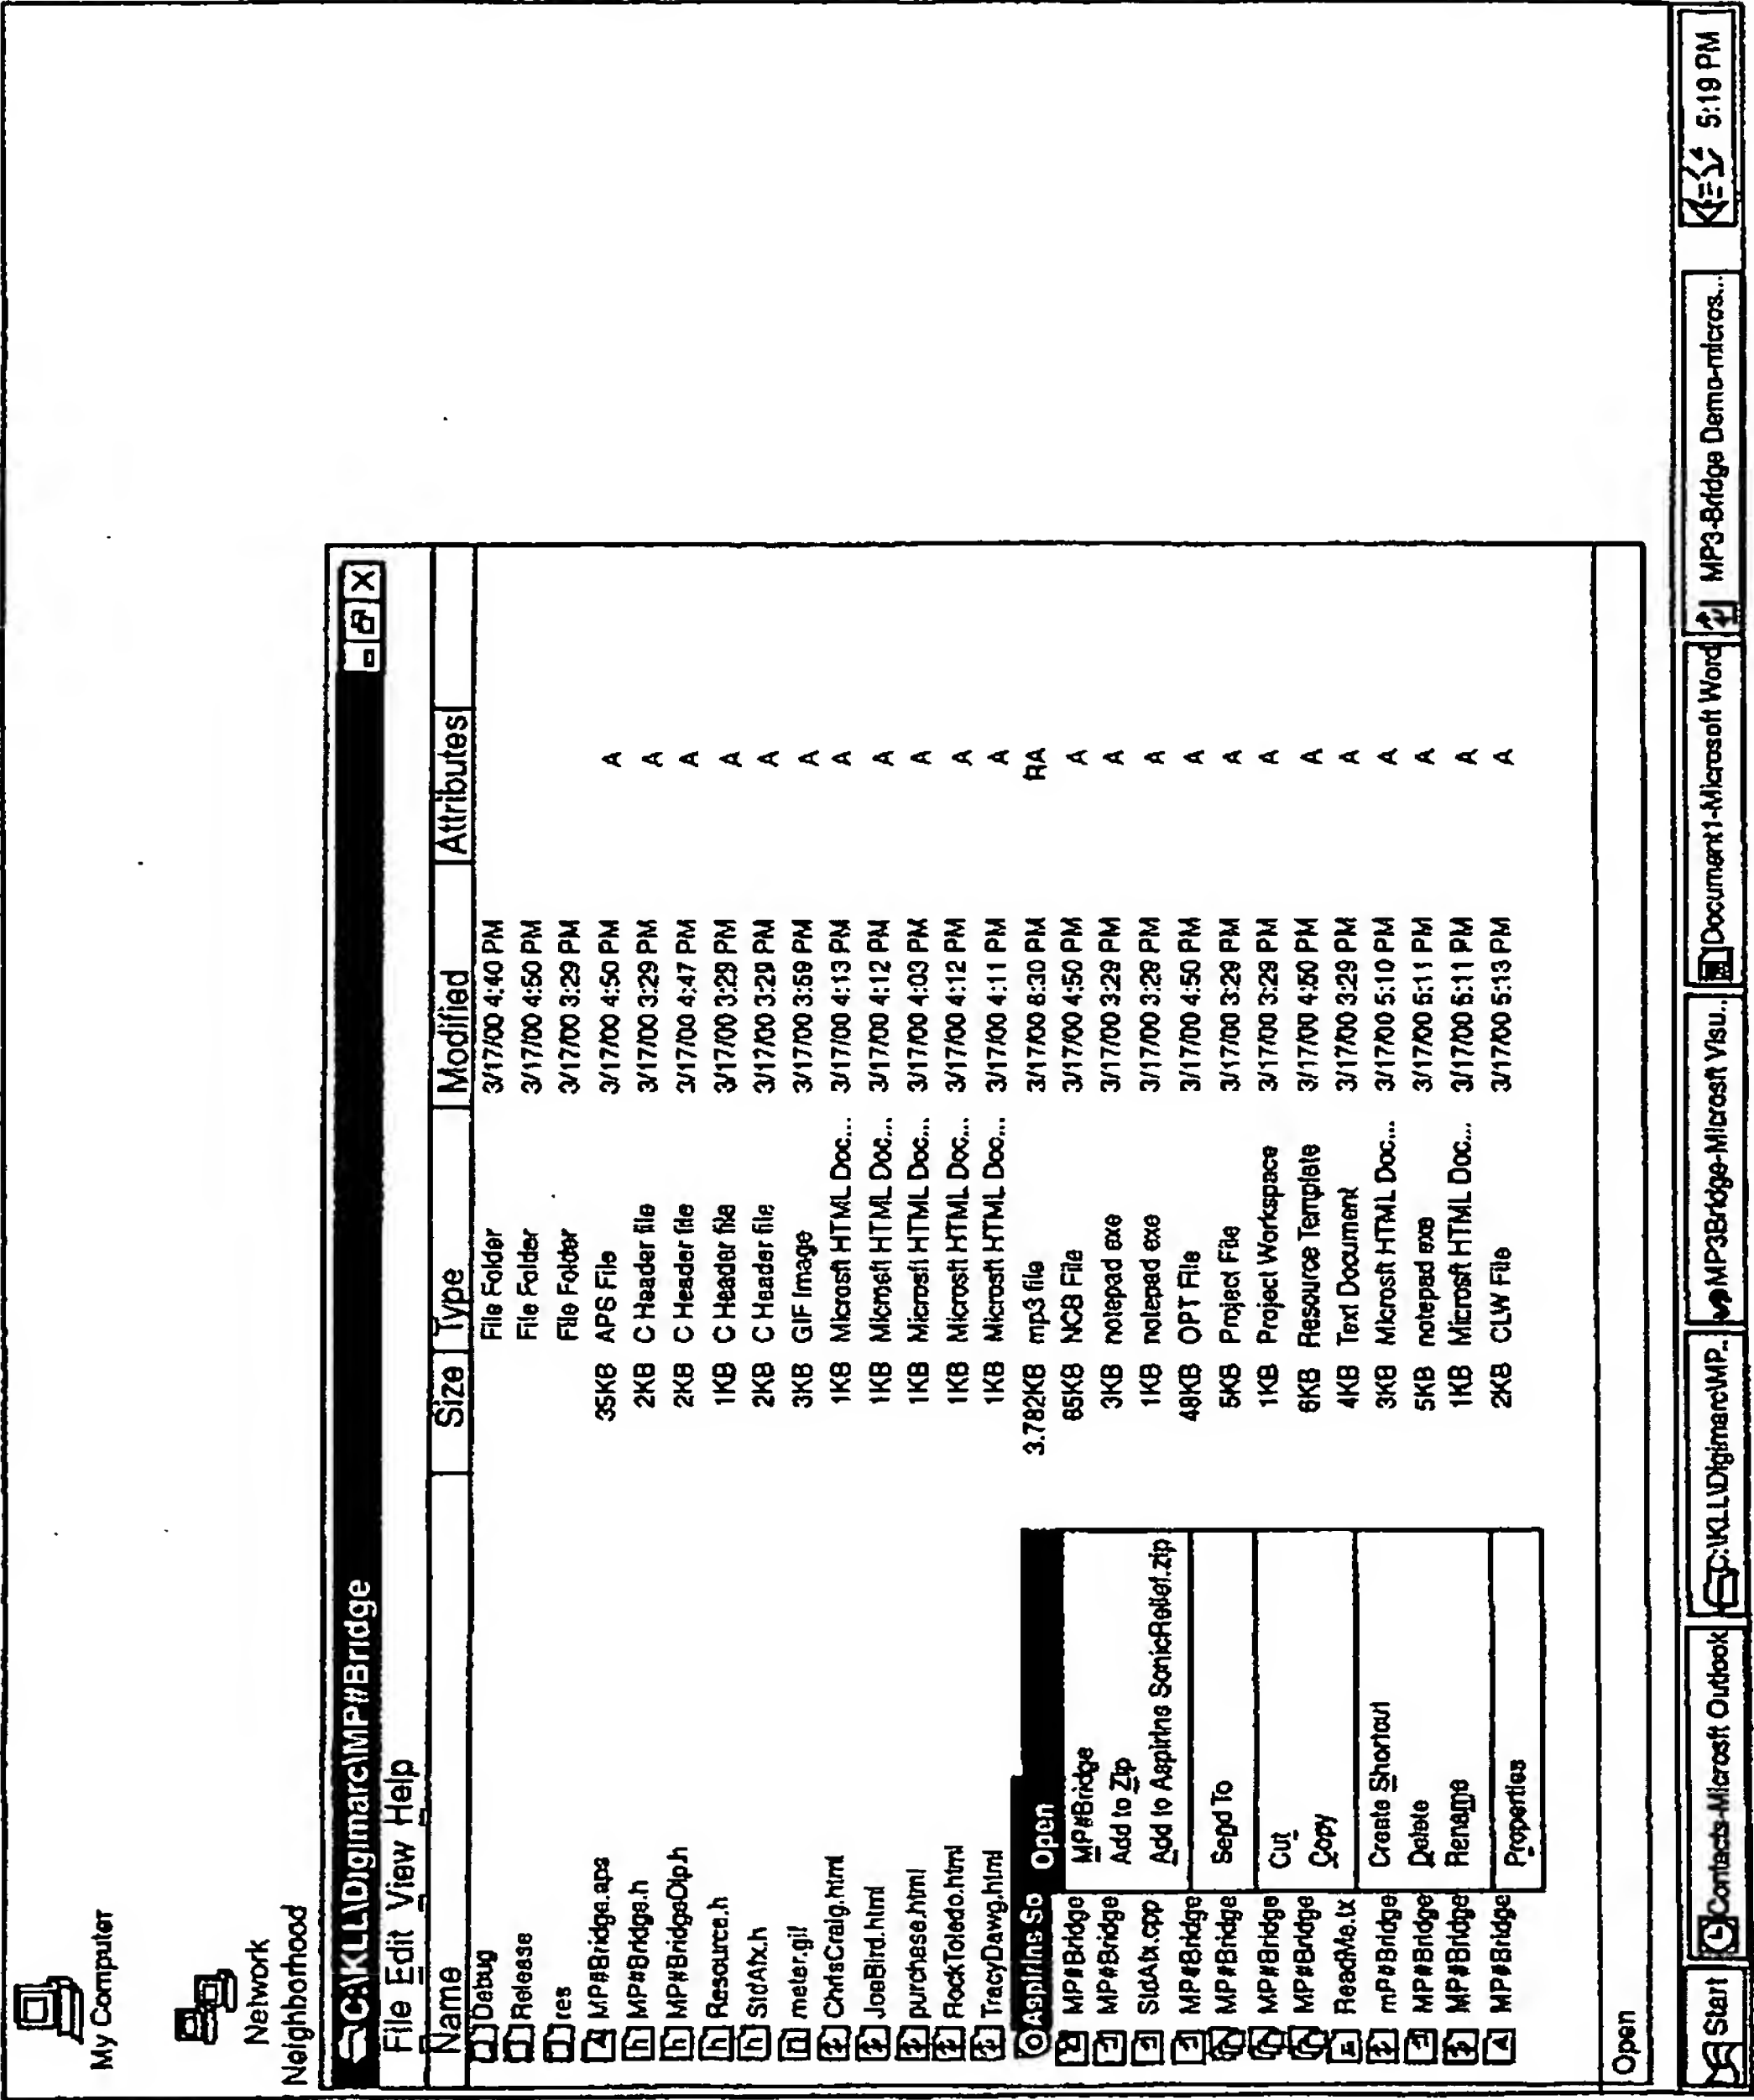 My Computer
Network
Neighborhood
C:\KLL\Digimarc\MP#Bridge
File Edit View Help
Name Size Type Modified Attributes
Debug File Folder 3/17/00 4:40 PM
Release File Folder 3/17/00 4:50 PM
res File Folder 3/17/00 3:29 PM
MP#Bridge.aps 35KB APS File 3/17/00 4:50 PM A
MP#Bridge.h 2KB C Header file 3/17/00 3:29 PM A
MP#BridgeDlp.h 2KB C Header file 3/17/00 4:47 PM A
Resource.h 1KB C Header file 3/17/00 3:29 PM A
StdAfx.h 2KB C Header file 3/17/00 3:29 PM A
meter.gif 3KB GIF Image 3/17/00 3:59 PM A
ChrisCraig.html 1KB Microsft HTML Doc... 3/17/00 4:13 PM A
JoeBird.html 1KB Microsft HTML Doc... 3/17/00 4:12 PM A
purchase.html 1KB Microsft HTML Doc... 3/17/00 4:03 PM A
RockToledo.html 1KB Microsft HTML Doc... 3/17/00 4:12 PM A
TracyDawg.html 1KB Microsft HTML Doc... 3/17/00 4:11 PM A
AspIrins So Open 3.782KB mp3 file 3/17/00 8:30 PM RA
MP#Bridge MP#Bridge 65KB NCB File 3/17/00 4:50 PM A
MP#Bridge Add to Zip 3KB notepad exe 3/17/00 3:29 PM A
StdAfx.cpp Add to Aspirins SonicRelief.zip 1KB notepad exe 3/17/00 3:29 PM A
MP#Bridge 49KB OPT File 3/17/00 4:50 PM A
MP#Bridge Send To 5KB Project File 3/17/00 3:29 PM A
MP#Bridge Cut 1KB Project Workspace 3/17/00 3:29 PM A
MP#Bridge Copy 6KB Resource Template 3/17/00 4:50 PM A
ReadMe.tx 4KB Text Document 3/17/00 3:29 PM A
mP#Bridge Create Shortcut 3KB Microsft HTML Doc... 3/17/00 5:10 PM A
MP#Bridge Delete 5KB notepad exe 3/17/00 5:11 PM A
MP#Bridge Rename 1KB Microsft HTML Doc... 3/17/00 5:11 PM A
MP#Bridge Properties 2KB CLW File 3/17/00 5:13 PM A
Open
Start Contacts-Microsft Outlook C:\KLL\Digimarc\MP.. MP3Bridge-Microsft Visu.. Document1-Microsoft Word MP3-Bridge Demo-micros... 5:19 PM